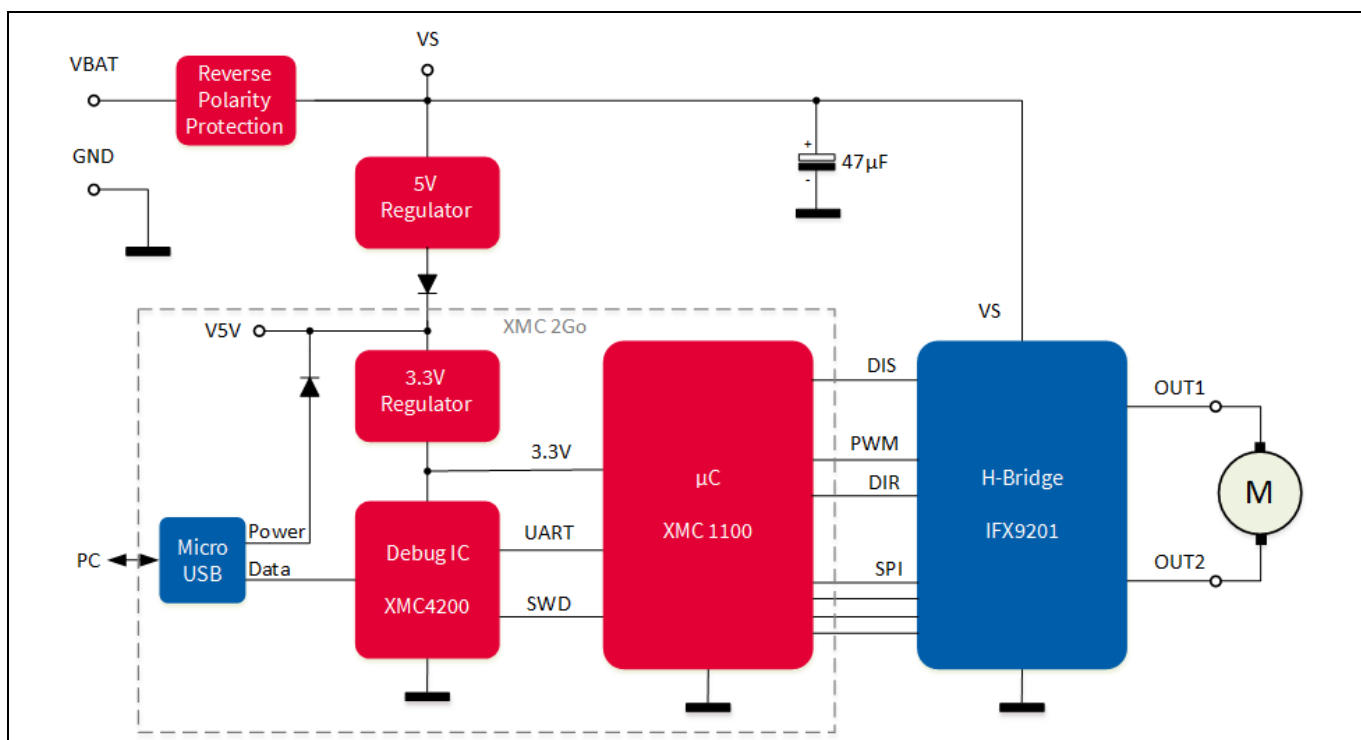 VS
VBAT
Reverse
Polarity
Protection
GND
+
47µF
-
5V
Regulator
VS
V5V
XMC 2Go
3.3V
Regulator
DIS
OUT1
3.3V
PWM
µC
XMC 1100
DIR
H-Bridge
IFX9201
M
Power
PC
Micro
USB
Data
Debug IC
XMC4200
UART
SWD
SPI
OUT2